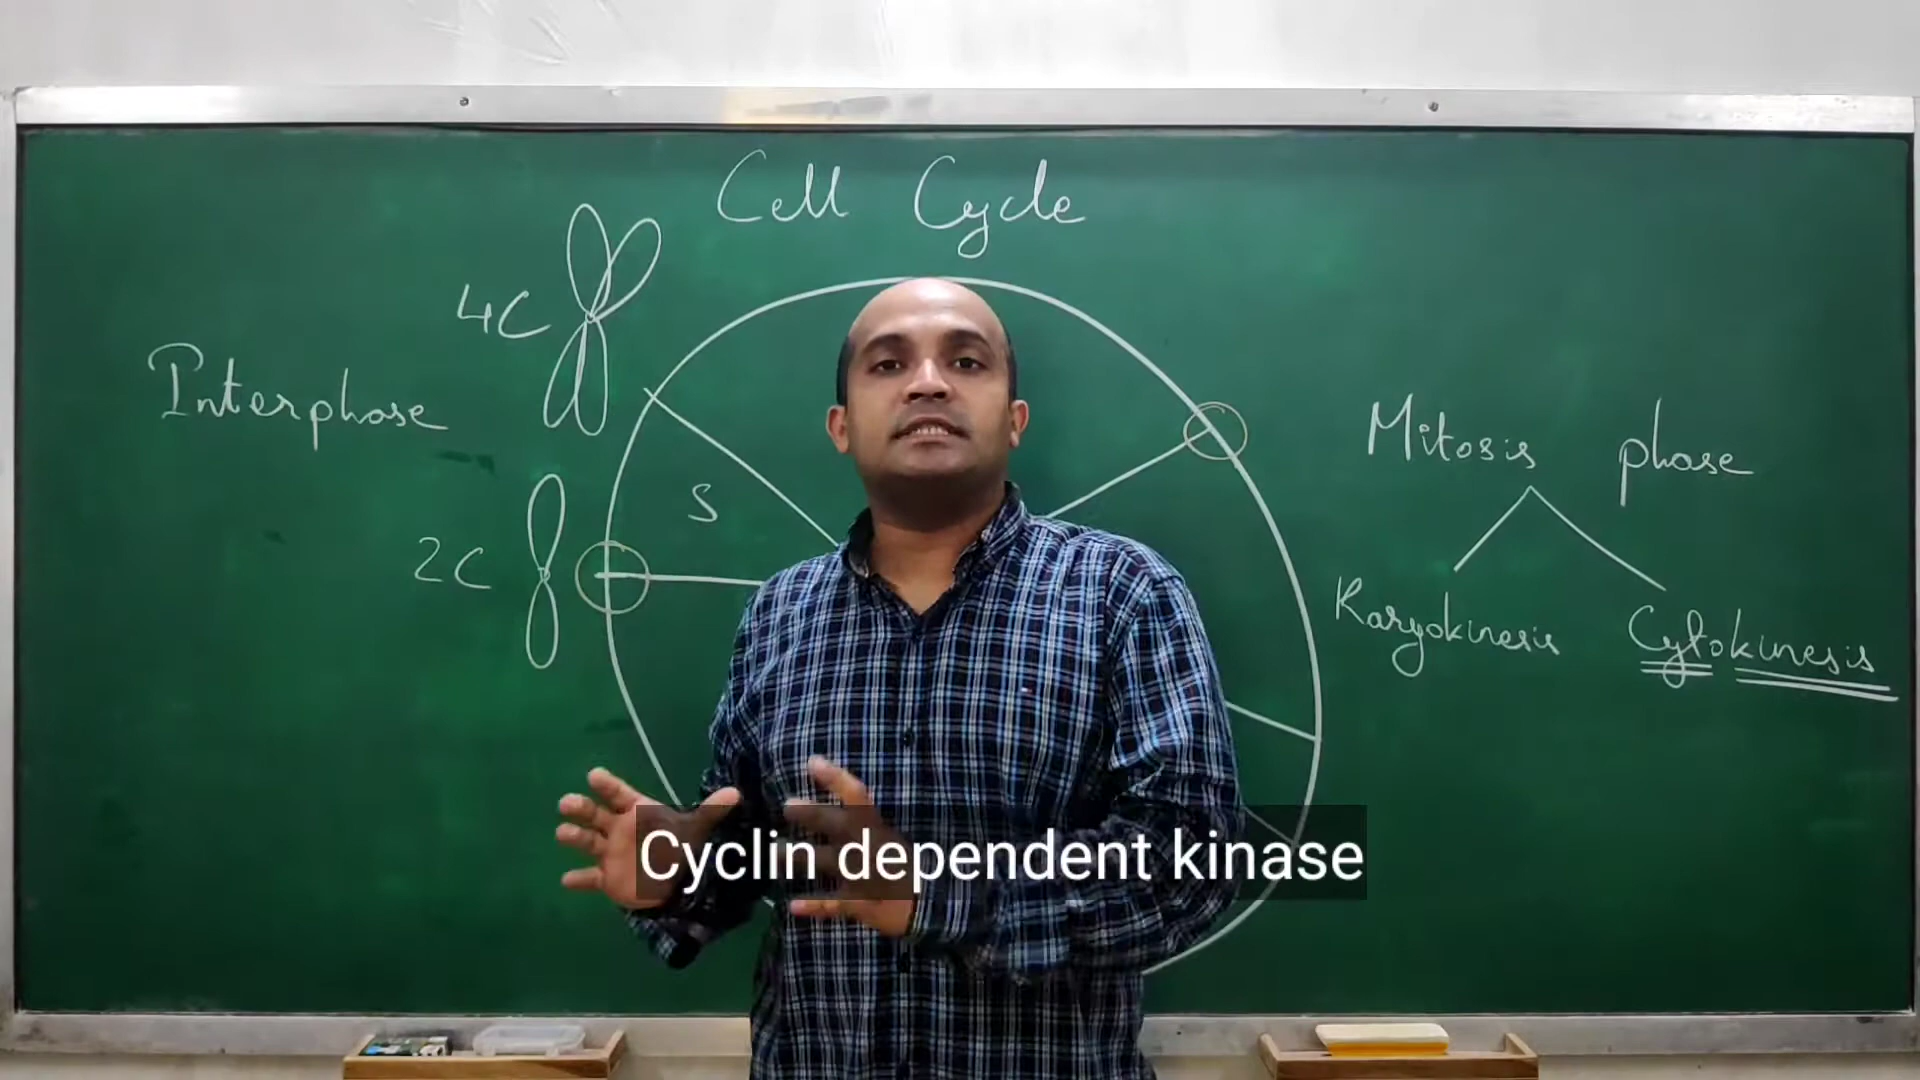 Cell Cycle
4C
Interphase
S
2C
Mitosis phase
Karyokinesis
Cytokinesis
Cyclin dependent kinase